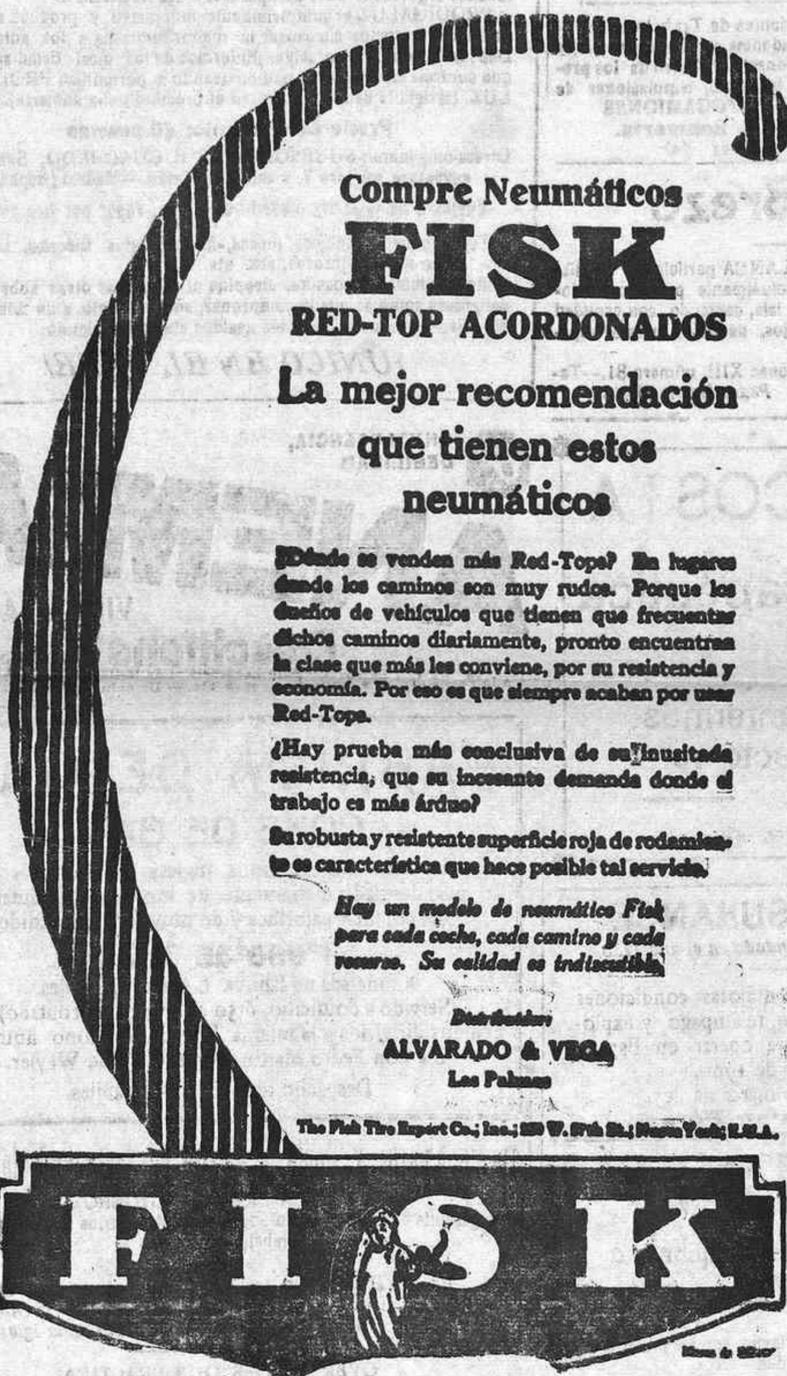 Compre Neumáticos
FISK
RED-TOP ACORDONADOS
La mejor recomendación
que tienen estos
neumáticos
¿Dónde se venden más Red-Tops? En lugares
donde los caminos son muy rudos. Porque los
dueños de vehículos que tienen que frecuentar
dichos caminos diariamente, pronto encuentran
la clase que más les conviene, por su resistencia y
economía. Por eso es que siempre acaban por usar
Red-Tops.
¿Hay prueba más conclusiva de su inusitada
resistencia, que su incesante demanda donde el
trabajo es más árduo?
Su robusta y resistente superficie roja de rodamien-
to es característica que hace posible tal servicio.
Hay un modelo de neumático Fisk
para cada coche, cada camino y cada
recurso. Su calidad es indiscutible.
ALVARADO & VEGA
Las Palmas
The Fisk Tire Export Co.; Inc.; W. 57th St.; Nueva York; E.U.A.
FISK